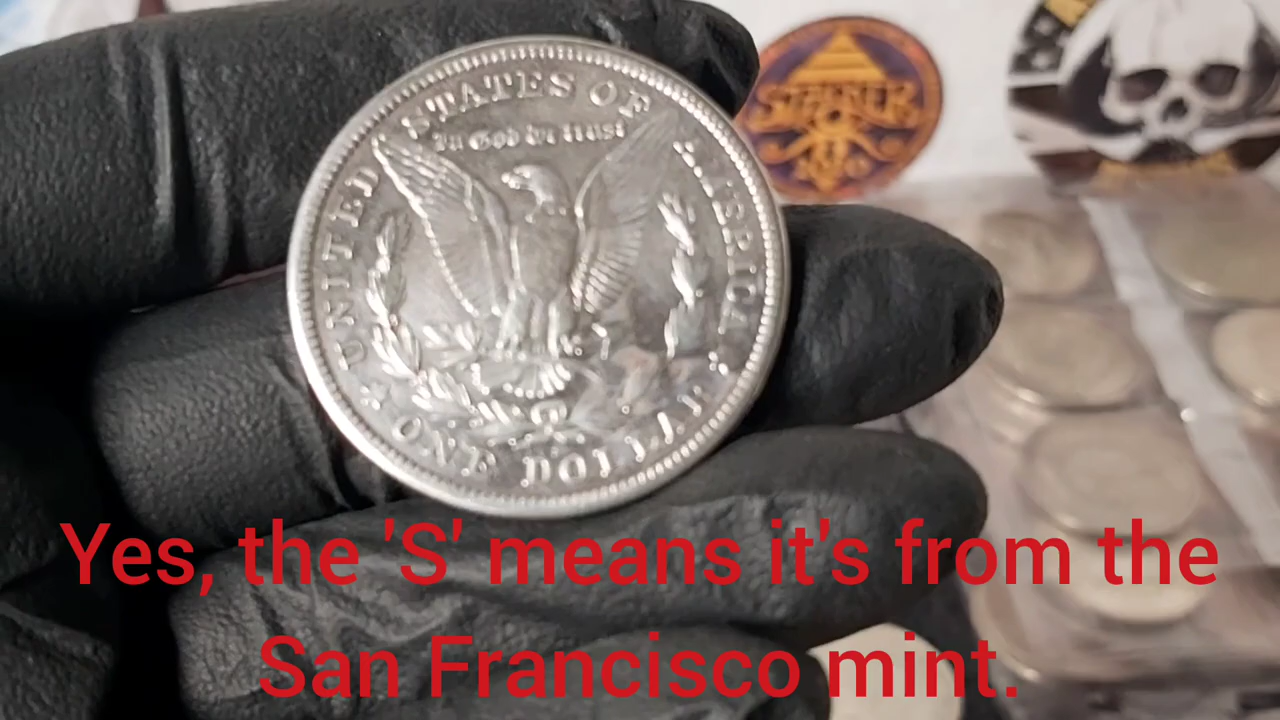 UNITED STATES OF AMERICA
In God We trust
ONE DOLLAR
Yes, the 'S' means it's from the
San Francisco mint.